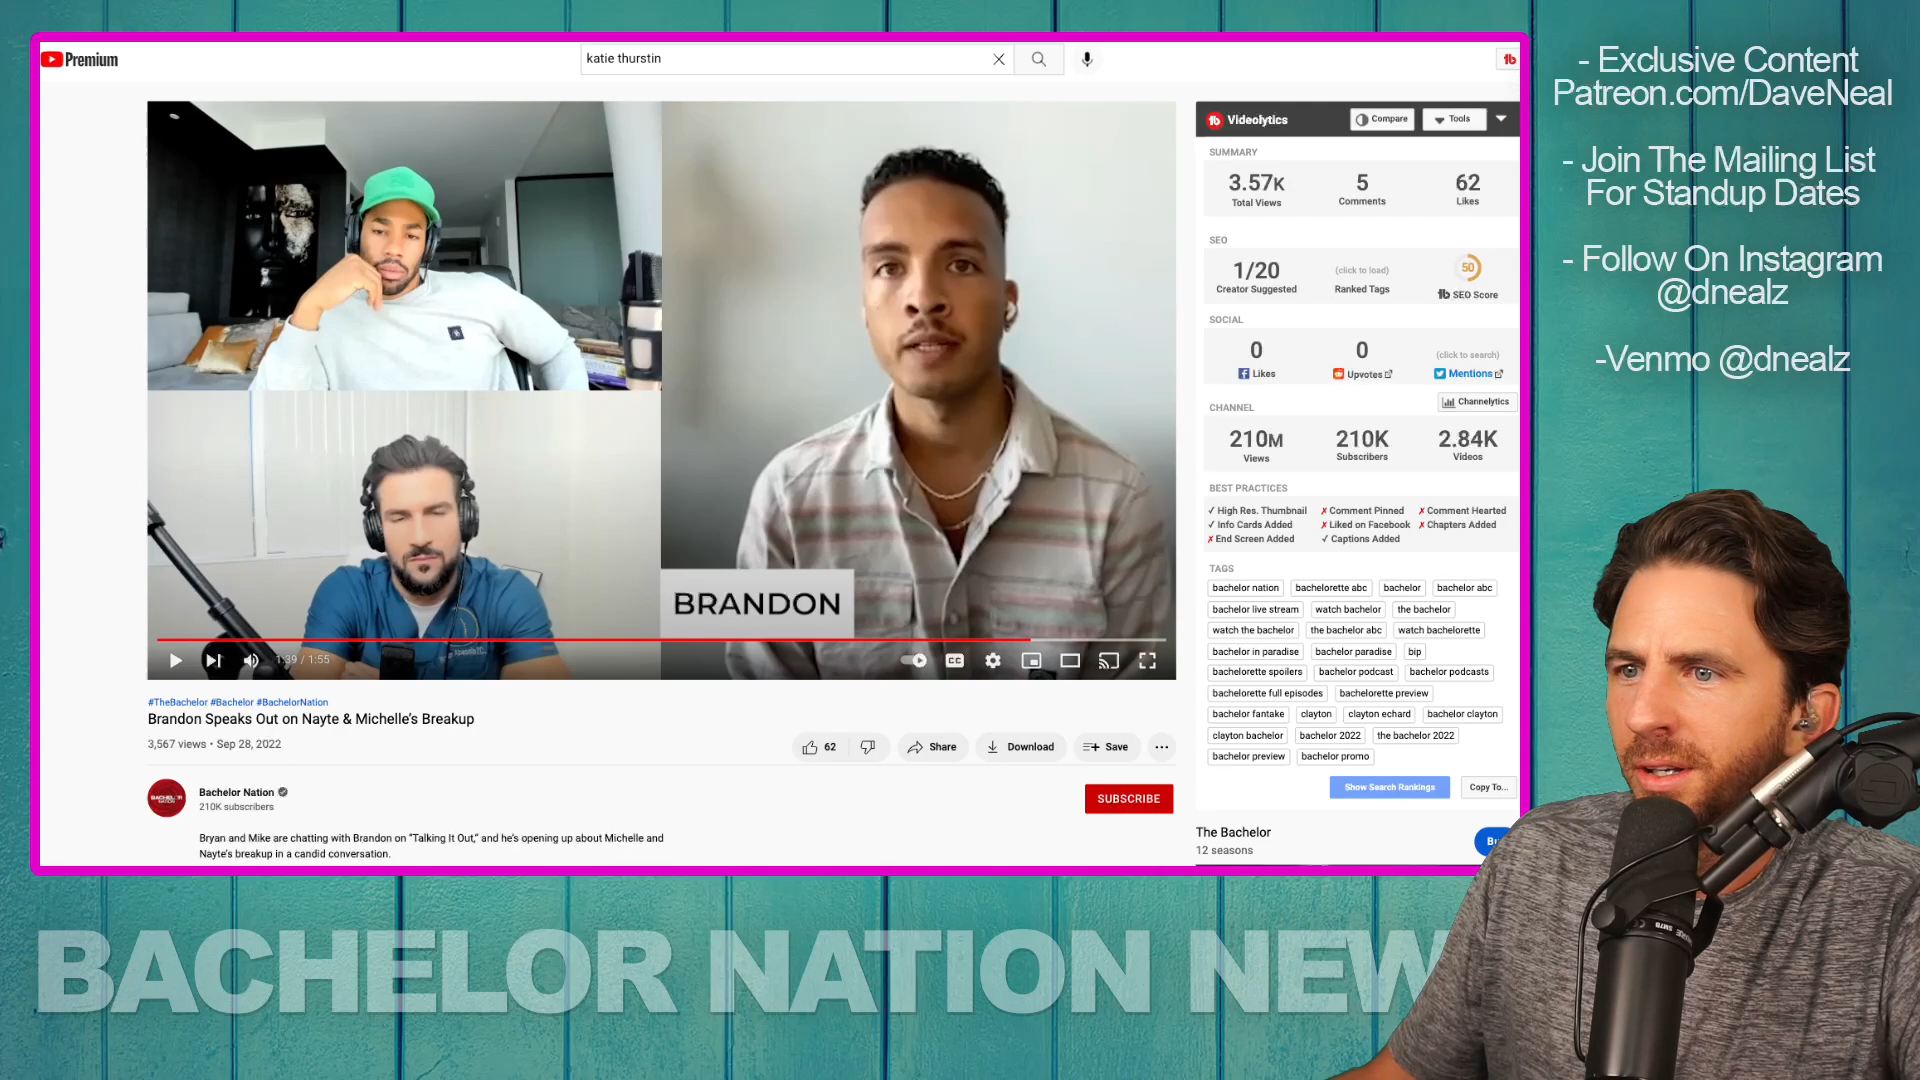 Premium
katie thurstin
BRANDON
1:39 / 1:55
#TheBachelor #Bachelor #BachelorNation
Brandon Speaks Out on Nayte & Michelle's Breakup
3,567 views • Sep 28, 2022
62
Share
Download
Save
BACHELOR NATION
Bachelor Nation
210K subscribers
SUBSCRIBE
Bryan and Mike are chatting with Brandon on "Talking It Out," and he's opening up about Michelle and
Nayte's breakup in a candid conversation.
tb
tb Videolytics
Compare
Tools
SUMMARY
3.57K
5
62
Total Views
Comments
Likes
SEO
1/20
(click to load)
50
Creator Suggested
Ranked Tags
tb SEO Score
SOCIAL
0
0
(click to search)
Likes
Upvotes
Mentions
CHANNEL
Channelytics
210M
210K
2.84K
Views
Subscribers
Videos
BEST PRACTICES
✓ High Res. Thumbnail
✗ Comment Pinned
✗ Comment Hearted
✓ Info Cards Added
✗ Liked on Facebook
✗ Chapters Added
✗ End Screen Added
✓ Captions Added
TAGS
bachelor nation
bachelorette abc
bachelor
bachelor abc
bachelor live stream
watch bachelor
the bachelor
watch the bachelor
the bachelor abc
watch bachelorette
bachelor in paradise
bachelor paradise
bip
bachelorette spoilers
bachelor podcast
bachelor podcasts
bachelorette full episodes
bachelorette preview
bachelor fantake
clayton
clayton echard
bachelor clayton
clayton bachelor
bachelor 2022
the bachelor 2022
bachelor preview
bachelor promo
Show Search Rankings
Copy To...
The Bachelor
12 seasons
- Exclusive Content
Patreon.com/DaveNeal
- Join The Mailing List
For Standup Dates
- Follow On Instagram
@dnealz
-Venmo @dnealz
BACHELOR NATION NEW
SM7B